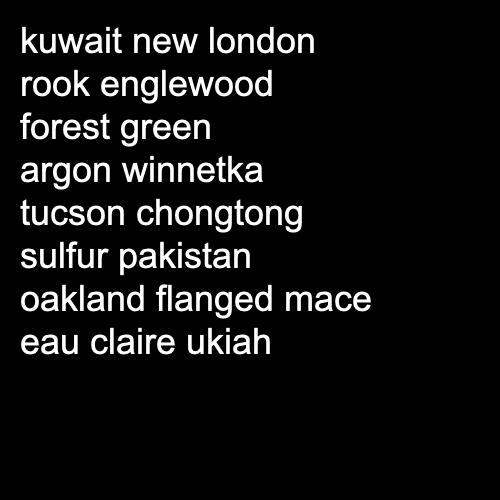 kuwait new london
rook englewood
forest green
argon winnetka
tucson chongtong
sulfur pakistan
oakland flanged mace
eau claire ukiah